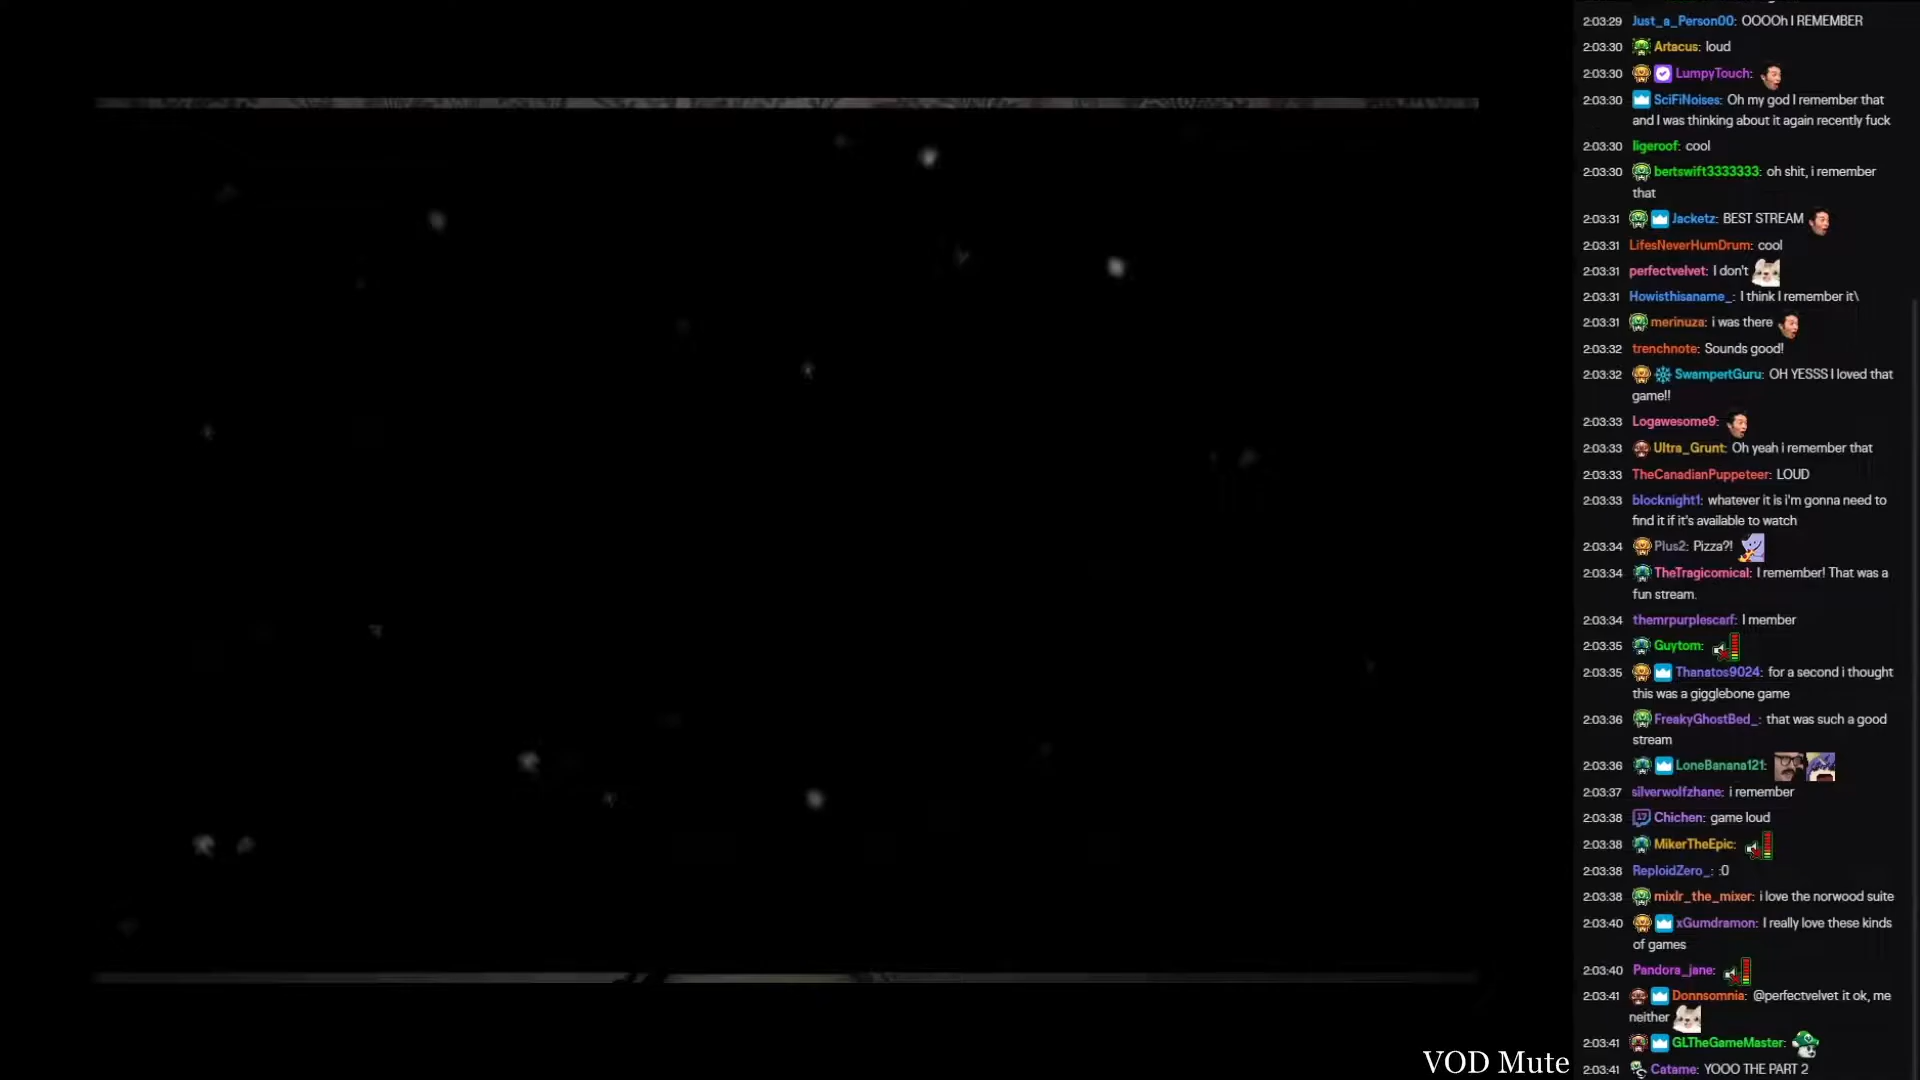 2:03:29 Just_a_Person00: OOOOh I REMEMBER
2:03:30 Artacus: loud
2:03:30 LumpyTouch:
2:03:30 SciFiNoises: Oh my god I remember that
and I was thinking about it again recently fuck
2:03:30 ligeroof: cool
2:03:30 bertswift3333333: oh shit, i remember
that
2:03:31 Jacketz: BEST STREAM
2:03:31 LifesNeverHumDrum: cool
2:03:31 perfectvelvet: I don't
2:03:31 Howisthisaname_: I think I remember it\
2:03:31 merinuza: i was there
2:03:32 trenchnote: Sounds good!
2:03:32 SwampertGuru: OH YESSS I loved that
game!!
2:03:33 Logawesome9:
2:03:33 Ultra_Grunt: Oh yeah i remember that
2:03:33 TheCanadianPuppeteer: LOUD
2:03:33 blocknight1: whatever it is i'm gonna need to
find it if it's available to watch
2:03:34 Plus2: Pizza?!
2:03:34 TheTragicomical: I remember! That was a
fun stream.
2:03:34 themrpurplescarf: I member
2:03:35 Guytom:
2:03:35 Thanatos9024: for a second i thought
this was a gigglebone game
2:03:36 FreakyGhostBed_: that was such a good
stream
2:03:36 LoneBanana121:
2:03:37 silverwolfzhane: i remember
2:03:38 17 Chichen: game loud
2:03:38 MikerTheEpic:
2:03:38 ReploidZero_: :0
2:03:38 mixlr_the_mixer: i love the norwood suite
2:03:40 xGumdramon: I really love these kinds
of games
2:03:40 Pandora_jane:
2:03:41 Donnsomnia: @perfectvelvet it ok, me
neither
2:03:41 GLTheGameMaster:
2:03:41 Catame: YOOO THE PART 2
VOD Mute